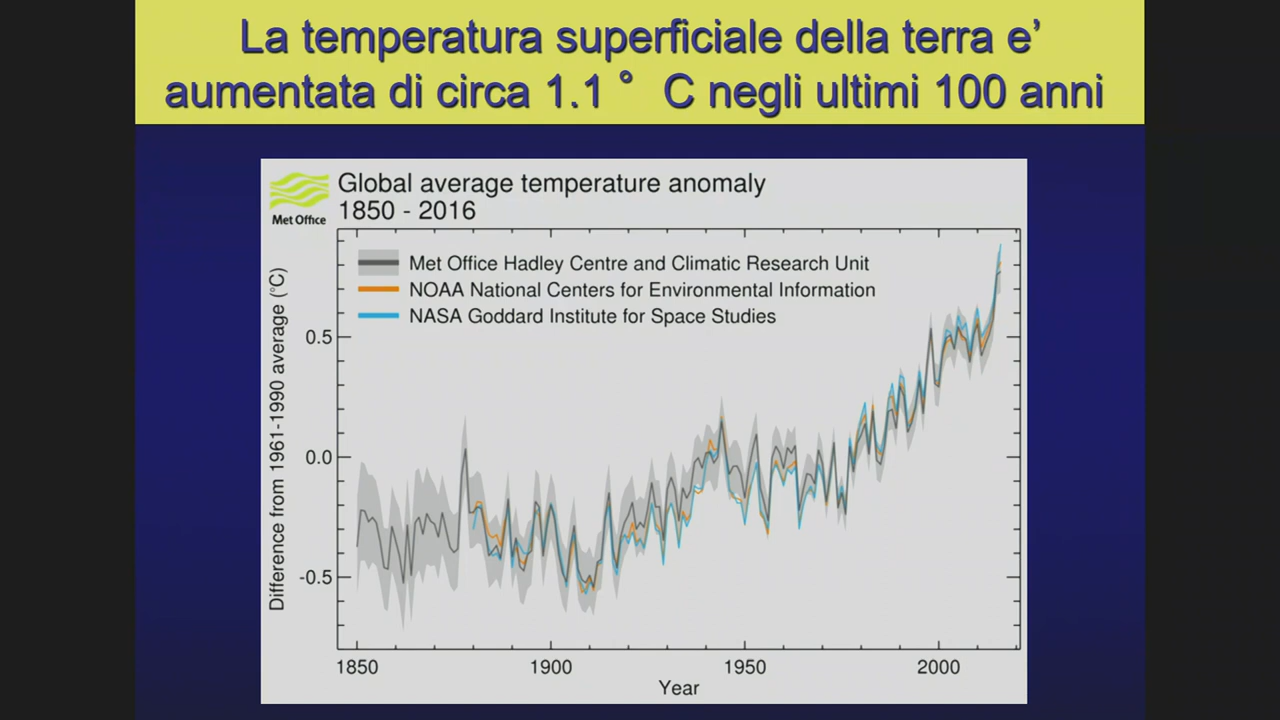 La temperatura superficiale della terra e’
aumentata di circa 1.1 ° C negli ultimi 100 anni
Met Office
Global average temperature anomaly
1850 - 2016
Met Office Hadley Centre and Climatic Research Unit
NOAA National Centers for Environmental Information
NASA Goddard Institute for Space Studies
Difference from 1961-1990 average (°C)
0.5
0.0
-0.5
1850 1900 1950 2000
Year